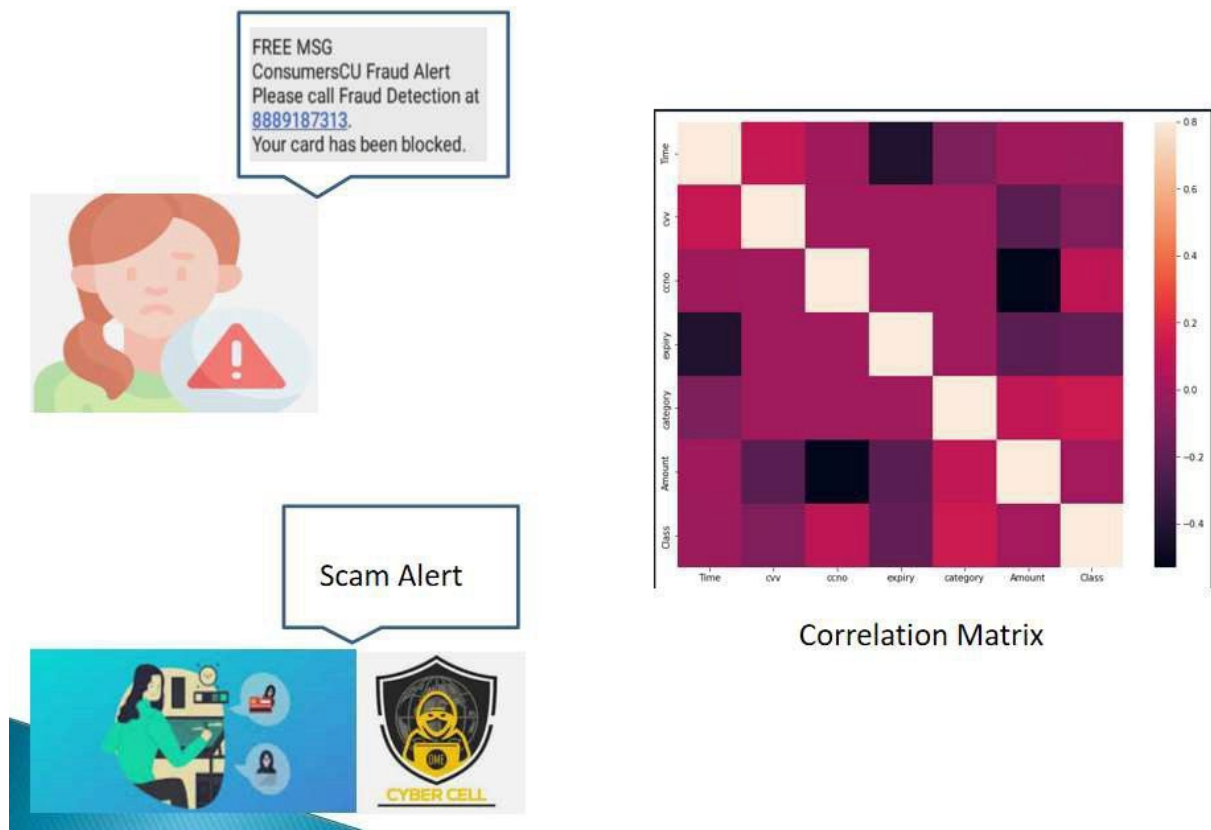 FREE MSG
ConsumersCU Fraud Alert
Please call Fraud Detection at
8889187313.
Your card has been blocked.
Scam Alert
DME
CYBER CELL
Time
cvv
ccno
expiry
category
Amount
Class
Time
cvv
ccno
expiry
category
Amount
Class
0.8
0.6
0.4
0.2
0.0
−0.2
−0.4
Correlation Matrix